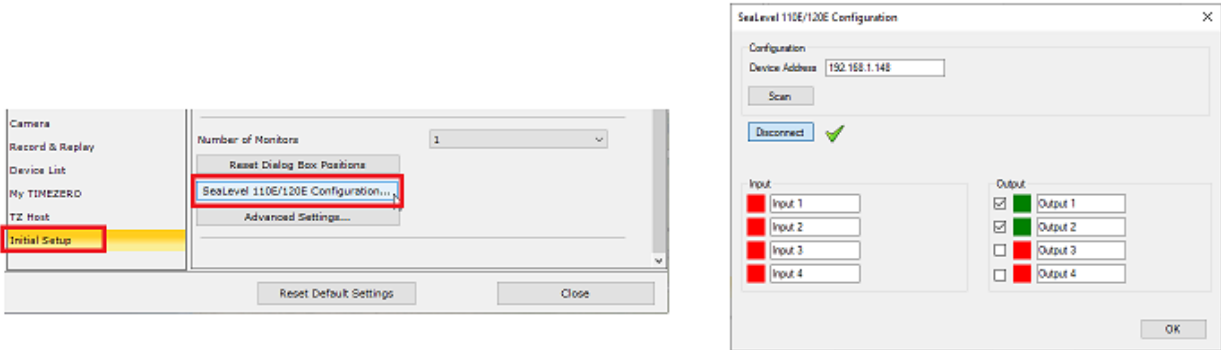 Camera
Record & Replay
Device List
My TIMEZERO
TZ Host
Initial Setup
Number of Monitors
1
Reset Dialog Box Positions
SeaLevel 110E/120E Configuration...
Advanced Settings...
Reset Default Settings
Close
SeaLevel 110E/120E Configuration
Configuration
Device Address 192.168.1.148
Scan
Disconnect
Input
Input 1
Input 2
Input 3
Input 4
Output
Output 1
Output 2
Output 3
Output 4
OK